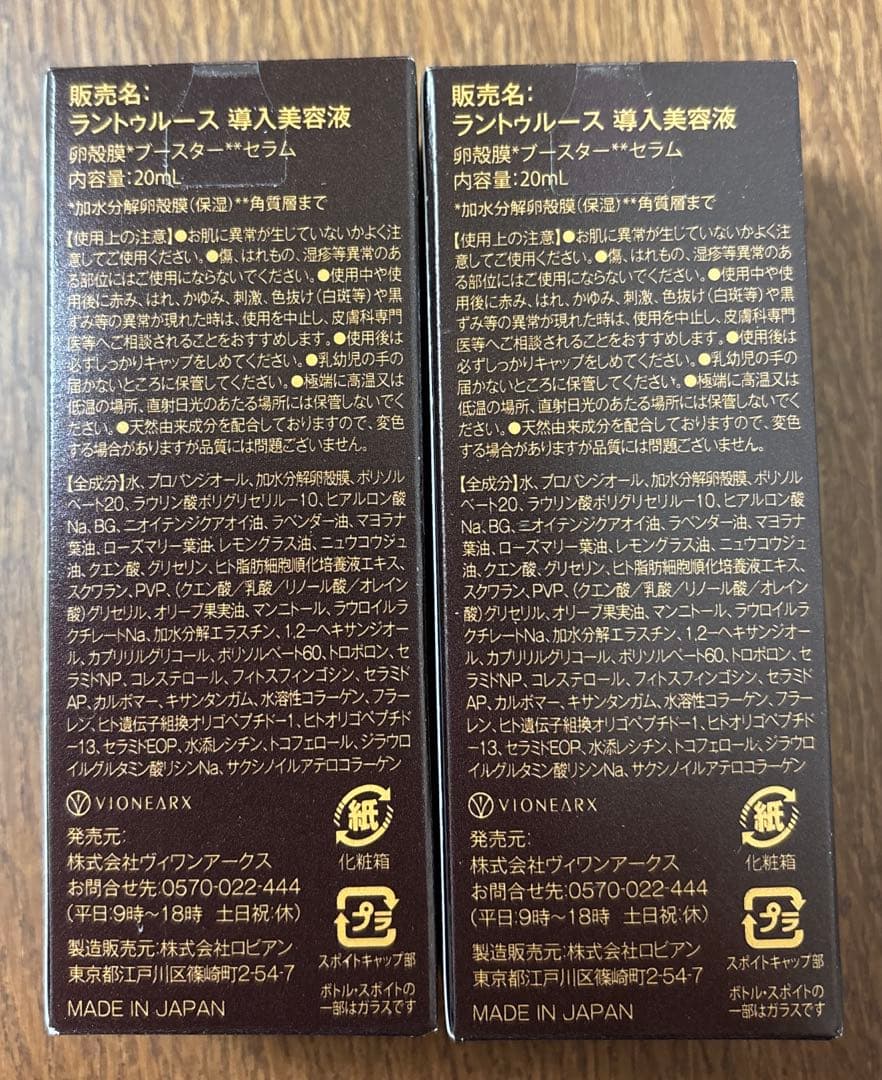 販売名:
ラントゥルース 導入美容液
卵殻膜*ブースター**セラム
内容量:20mL
*加水分解卵殻膜(保湿)**角質層まで
【使用上の注意】●お肌に異常が生じていないかよく注
意してご使用ください。●傷、はれもの、湿疹等異常のあ
る部位にはご使用にならないでください。●使用中や使
用後に赤み、はれ、かゆみ、刺激、色抜け(白斑等)や黒
ずみ等の異常が現れた時は、使用を中止し、皮膚科専門
医等へご相談されることをおすすめします。●使用後は
必ずしっかりキャップをしめてください。●乳幼児の手の
届かないところに保管してください。●極端に高温又は
低温の場所、直射日光のあたる場所には保管しないでく
ださい。●天然由来成分を配合しておりますので、変色
する場合がありますが品質には問題ございません。
【全成分】水、プロパンジオール、加水分解卵殻膜、ポリソル
ベート20、ラウリン酸ポリグリセリル-10、ヒアルロン酸
Na、BG、ニオイテンジクアオイ油、ラベンダー油、マヨラナ
葉油、ローズマリー葉油、レモングラス油、ニュウコウジュ
油、クエン酸、グリセリン、ヒト脂肪細胞順化培養液エキス、
スクワラン、PVP、(クエン酸/乳酸/リノール酸/オレイン
酸)グリセリル、オリーブ果実油、マンニトール、ラウロイルラ
クチレートNa、加水分解エラスチン、1,2-ヘキサンジオー
ル、カプリリルグリコール、ポリソルベート60、トロポロン、セ
ラミドNP、コレステロール、フィトスフィンゴシン、セラミド
AP、カルボマー、キサンタンガム、水溶性コラーゲン、フラー
レン、ヒト遺伝子組換オリゴペプチド-1、ヒトオリゴペプチド
-13、セラミドEOP、水添レシチン、トコフェロール、ジラウロ
イルグルタミン酸リシンNa、サクシノイルアテロコラーゲン
VIONEARX
発売元:
株式会社ヴィワンアークス
お問合せ先:0570-022-444
(平日:9時~18時 土日祝:休)
製造販売元:株式会社ロビアン
東京都江戸川区篠崎町2-54-7
MADE IN JAPAN
紙
化粧箱
プラ
スポイトキャップ部
ボトル・スポイトの
一部はガラスです
販売名:
ラントゥルース 導入美容液
卵殻膜*ブースター**セラム
内容量:20mL
*加水分解卵殻膜(保湿)**角質層まで
【使用上の注意】●お肌に異常が生じていないかよく注
意してご使用ください。●傷、はれもの、湿疹等異常のあ
る部位にはご使用にならないでください。●使用中や使
用後に赤み、はれ、かゆみ、刺激、色抜け(白斑等)や黒
ずみ等の異常が現れた時は、使用を中止し、皮膚科専門
医等へご相談されることをおすすめします。●使用後は
必ずしっかりキャップをしめてください。●乳幼児の手の
届かないところに保管してください。●極端に高温又は
低温の場所、直射日光のあたる場所には保管しないでく
ださい。●天然由来成分を配合しておりますので、変色
する場合がありますが品質には問題ございません。
【全成分】水、プロパンジオール、加水分解卵殻膜、ポリソル
ベート20、ラウリン酸ポリグリセリル-10、ヒアルロン酸
Na、BG、ニオイテンジクアオイ油、ラベンダー油、マヨラナ
葉油、ローズマリー葉油、レモングラス油、ニュウコウジュ
油、クエン酸、グリセリン、ヒト脂肪細胞順化培養液エキス、
スクワラン、PVP、(クエン酸/乳酸/リノール酸/オレイン
酸)グリセリル、オリーブ果実油、マンニトール、ラウロイルラ
クチレートNa、加水分解エラスチン、1,2-ヘキサンジオー
ル、カプリリルグリコール、ポリソルベート60、トロポロン、セ
ラミドNP、コレステロール、フィトスフィンゴシン、セラミド
AP、カルボマー、キサンタンガム、水溶性コラーゲン、フラー
レン、ヒト遺伝子組換オリゴペプチド-1、ヒトオリゴペプチド
-13、セラミドEOP、水添レシチン、トコフェロール、ジラウロ
イルグルタミン酸リシンNa、サクシノイルアテロコラーゲン
VIONEARX
発売元:
株式会社ヴィワンアークス
お問合せ先:0570-022-444
(平日:9時~18時 土日祝:休)
製造販売元:株式会社ロビアン
東京都江戸川区篠崎町2-54-7
MADE IN JAPAN
紙
化粧箱
プラ
スポイトキャップ部
ボトル・スポイトの
一部はガラスです